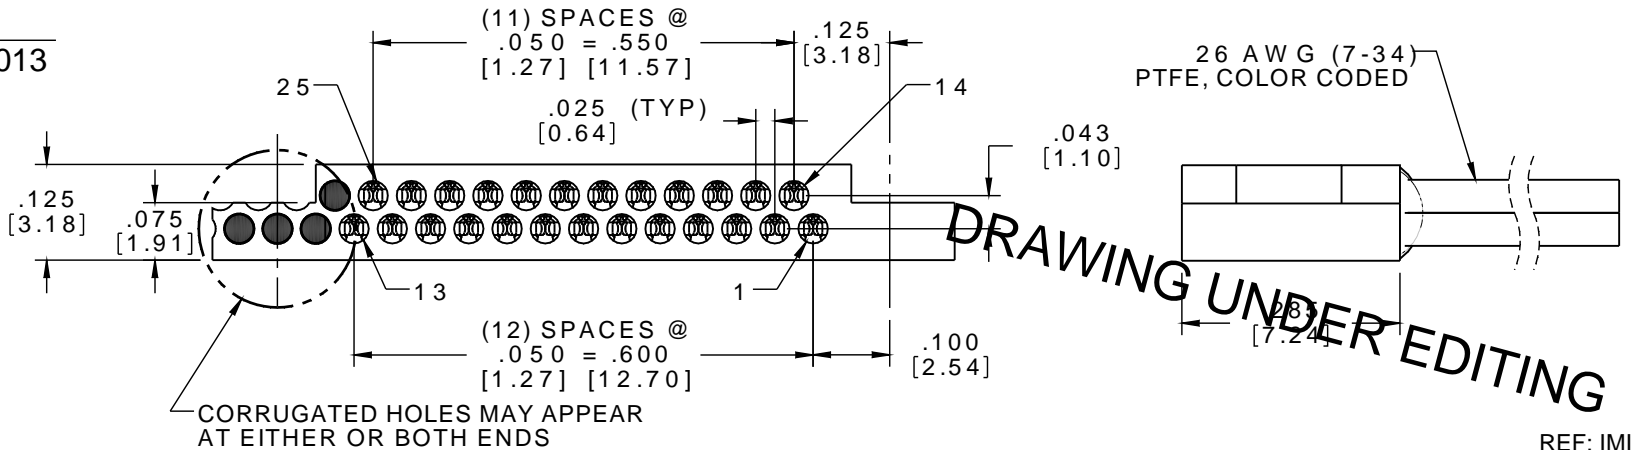 013
(11) SPACES @
.050 = .550
[1.27] [11.57]
.125
[3.18]
25
14
.025 (TYP)
[0.64]
.043
[1.10]
26 AWG (7-34)
PTFE, COLOR CODED
.125
[3.18]
.075
[1.91]
13
1
(12) SPACES @
.050 = .600
[1.27] [12.70]
.100
[2.54]
.285
[7.24]
DRAWING UNDER EDITING
CORRUGATED HOLES MAY APPEAR
AT EITHER OR BOTH ENDS
REF: IMI